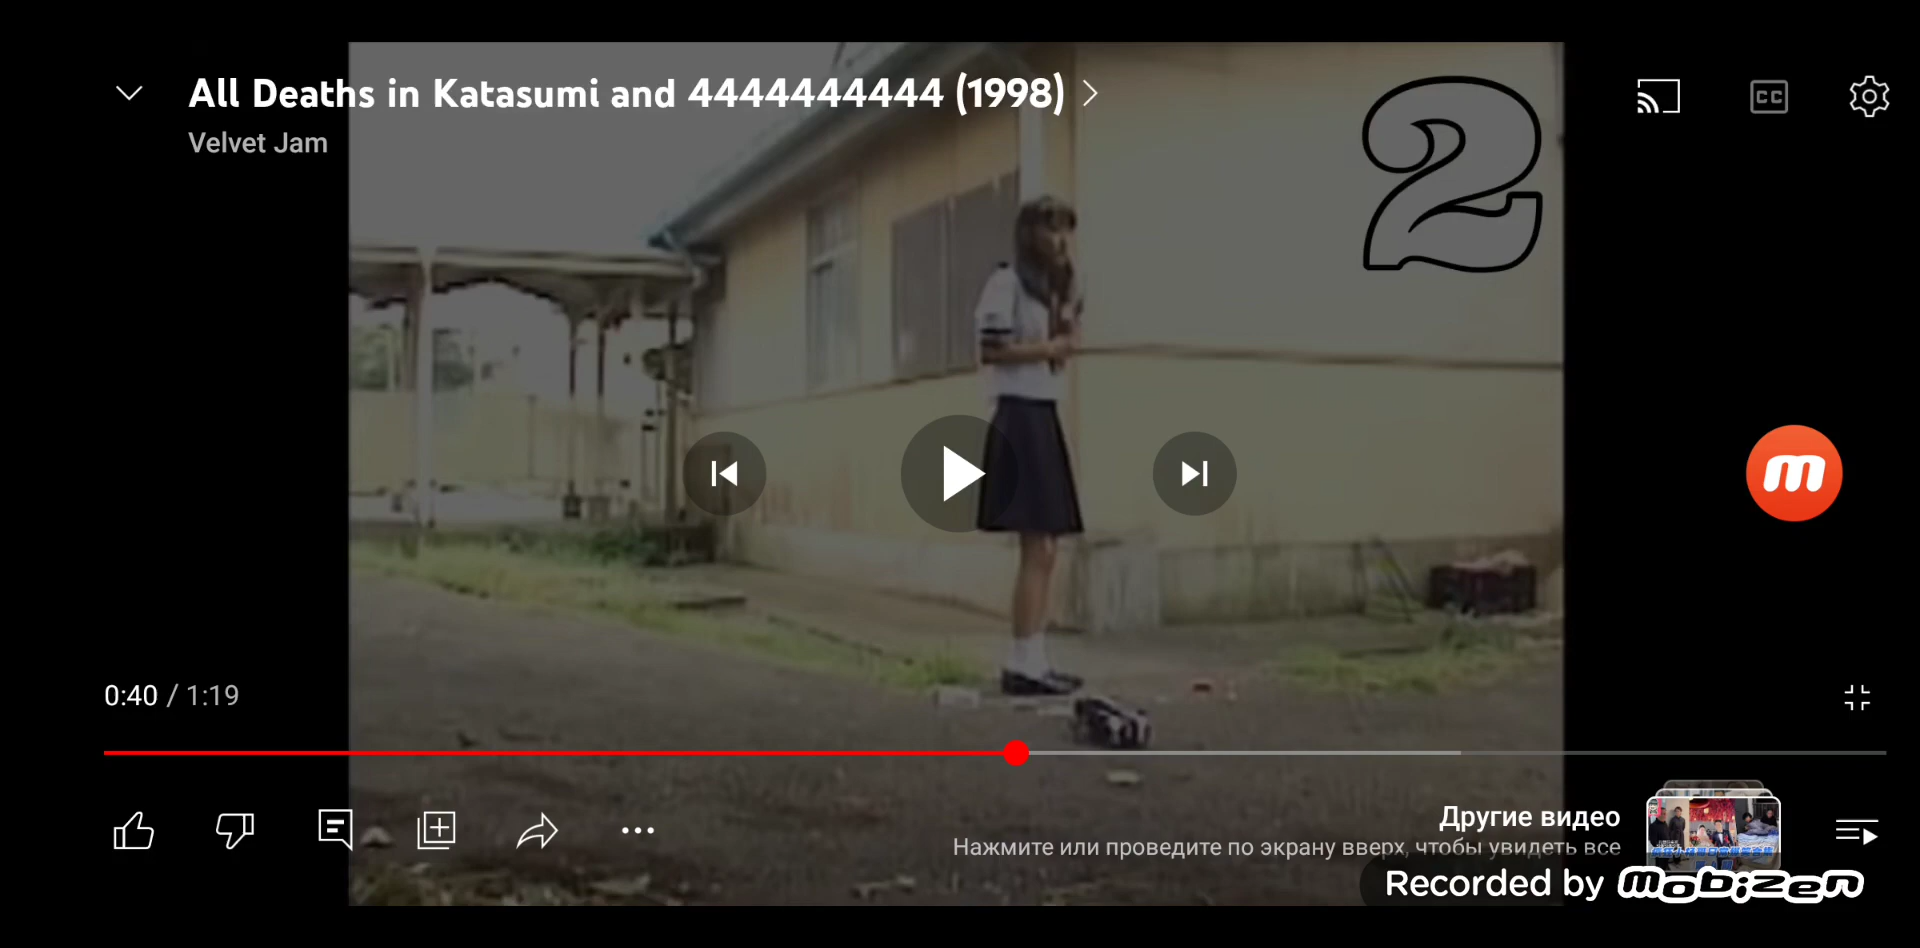 All Deaths in Katasumi and 4444444444 (1998)
Velvet Jam
CC
2
m
0:40 / 1:19
Другие видео
Нажмите или проведите по экрану вверх, чтобы увидеть все
Recorded by mobizen